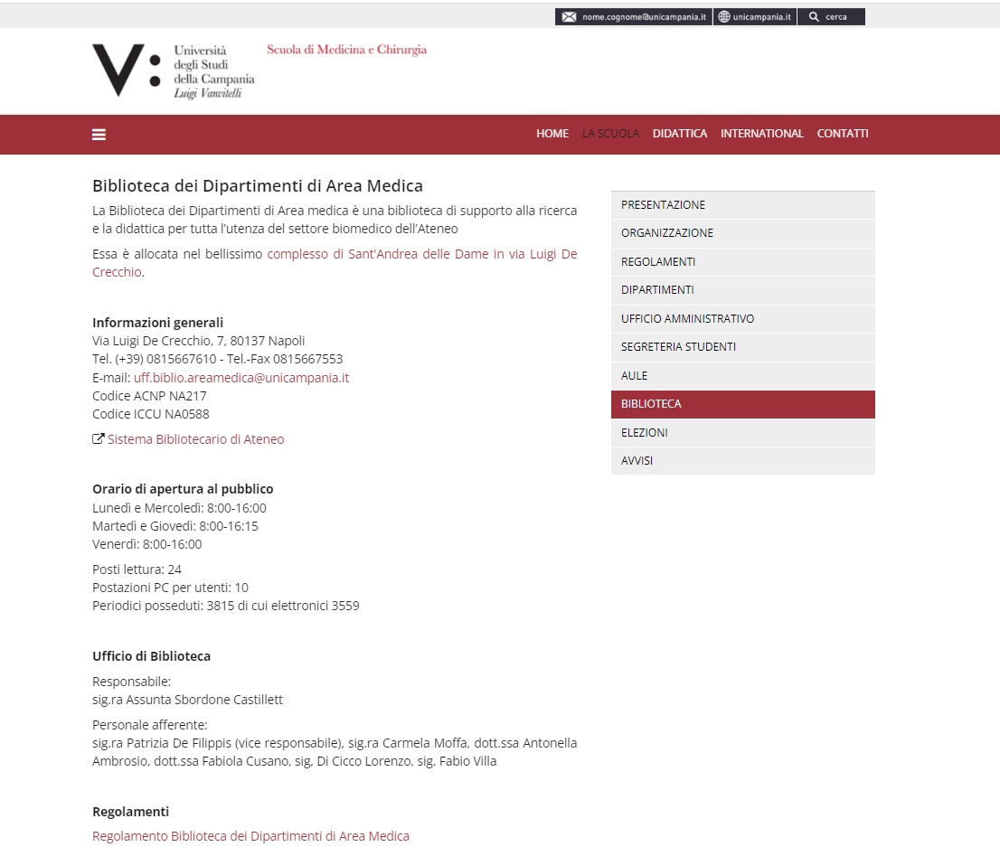 nome.cognome@unicampania.it unicampania.it cerca
Università
degli Studi
della Campania
Luigi Vanvitelli
Scuola di Medicina e Chirurgia
HOME LA SCUOLA DIDATTICA INTERNATIONAL CONTATTI
Biblioteca dei Dipartimenti di Area Medica
La Biblioteca dei Dipartimenti di Area medica è una biblioteca di supporto alla ricerca
e la didattica per tutta l'utenza del settore biomedico dell'Ateneo
Essa è allocata nel bellissimo complesso di Sant'Andrea delle Dame in via Luigi De
Crecchio.
Informazioni generali
Via Luigi De Crecchio, 7, 80137 Napoli
Tel. (+39) 0815667610 - Tel.-Fax 0815667553
E-mail: uff.biblio.areamedica@unicampania.it
Codice ACNP NA217
Codice ICCU NA0588
Sistema Bibliotecario di Ateneo
Orario di apertura al pubblico
Lunedì e Mercoledì: 8:00-16:00
Martedì e Giovedì: 8:00-16:15
Venerdì: 8:00-16:00
Posti lettura: 24
Postazioni PC per utenti: 10
Periodici posseduti: 3815 di cui elettronici 3559
Ufficio di Biblioteca
Responsabile:
sig.ra Assunta Sbordone Castillett
Personale afferente:
sig.ra Patrizia De Filippis (vice responsabile), sig.ra Carmela Moffa, dott.ssa Antonella
Ambrosio, dott.ssa Fabiola Cusano, sig, Di Cicco Lorenzo, sig. Fabio Villa
Regolamenti
Regolamento Biblioteca dei Dipartimenti di Area Medica
PRESENTAZIONE
ORGANIZZAZIONE
REGOLAMENTI
DIPARTIMENTI
UFFICIO AMMINISTRATIVO
SEGRETERIA STUDENTI
AULE
BIBLIOTECA
ELEZIONI
AVVISI